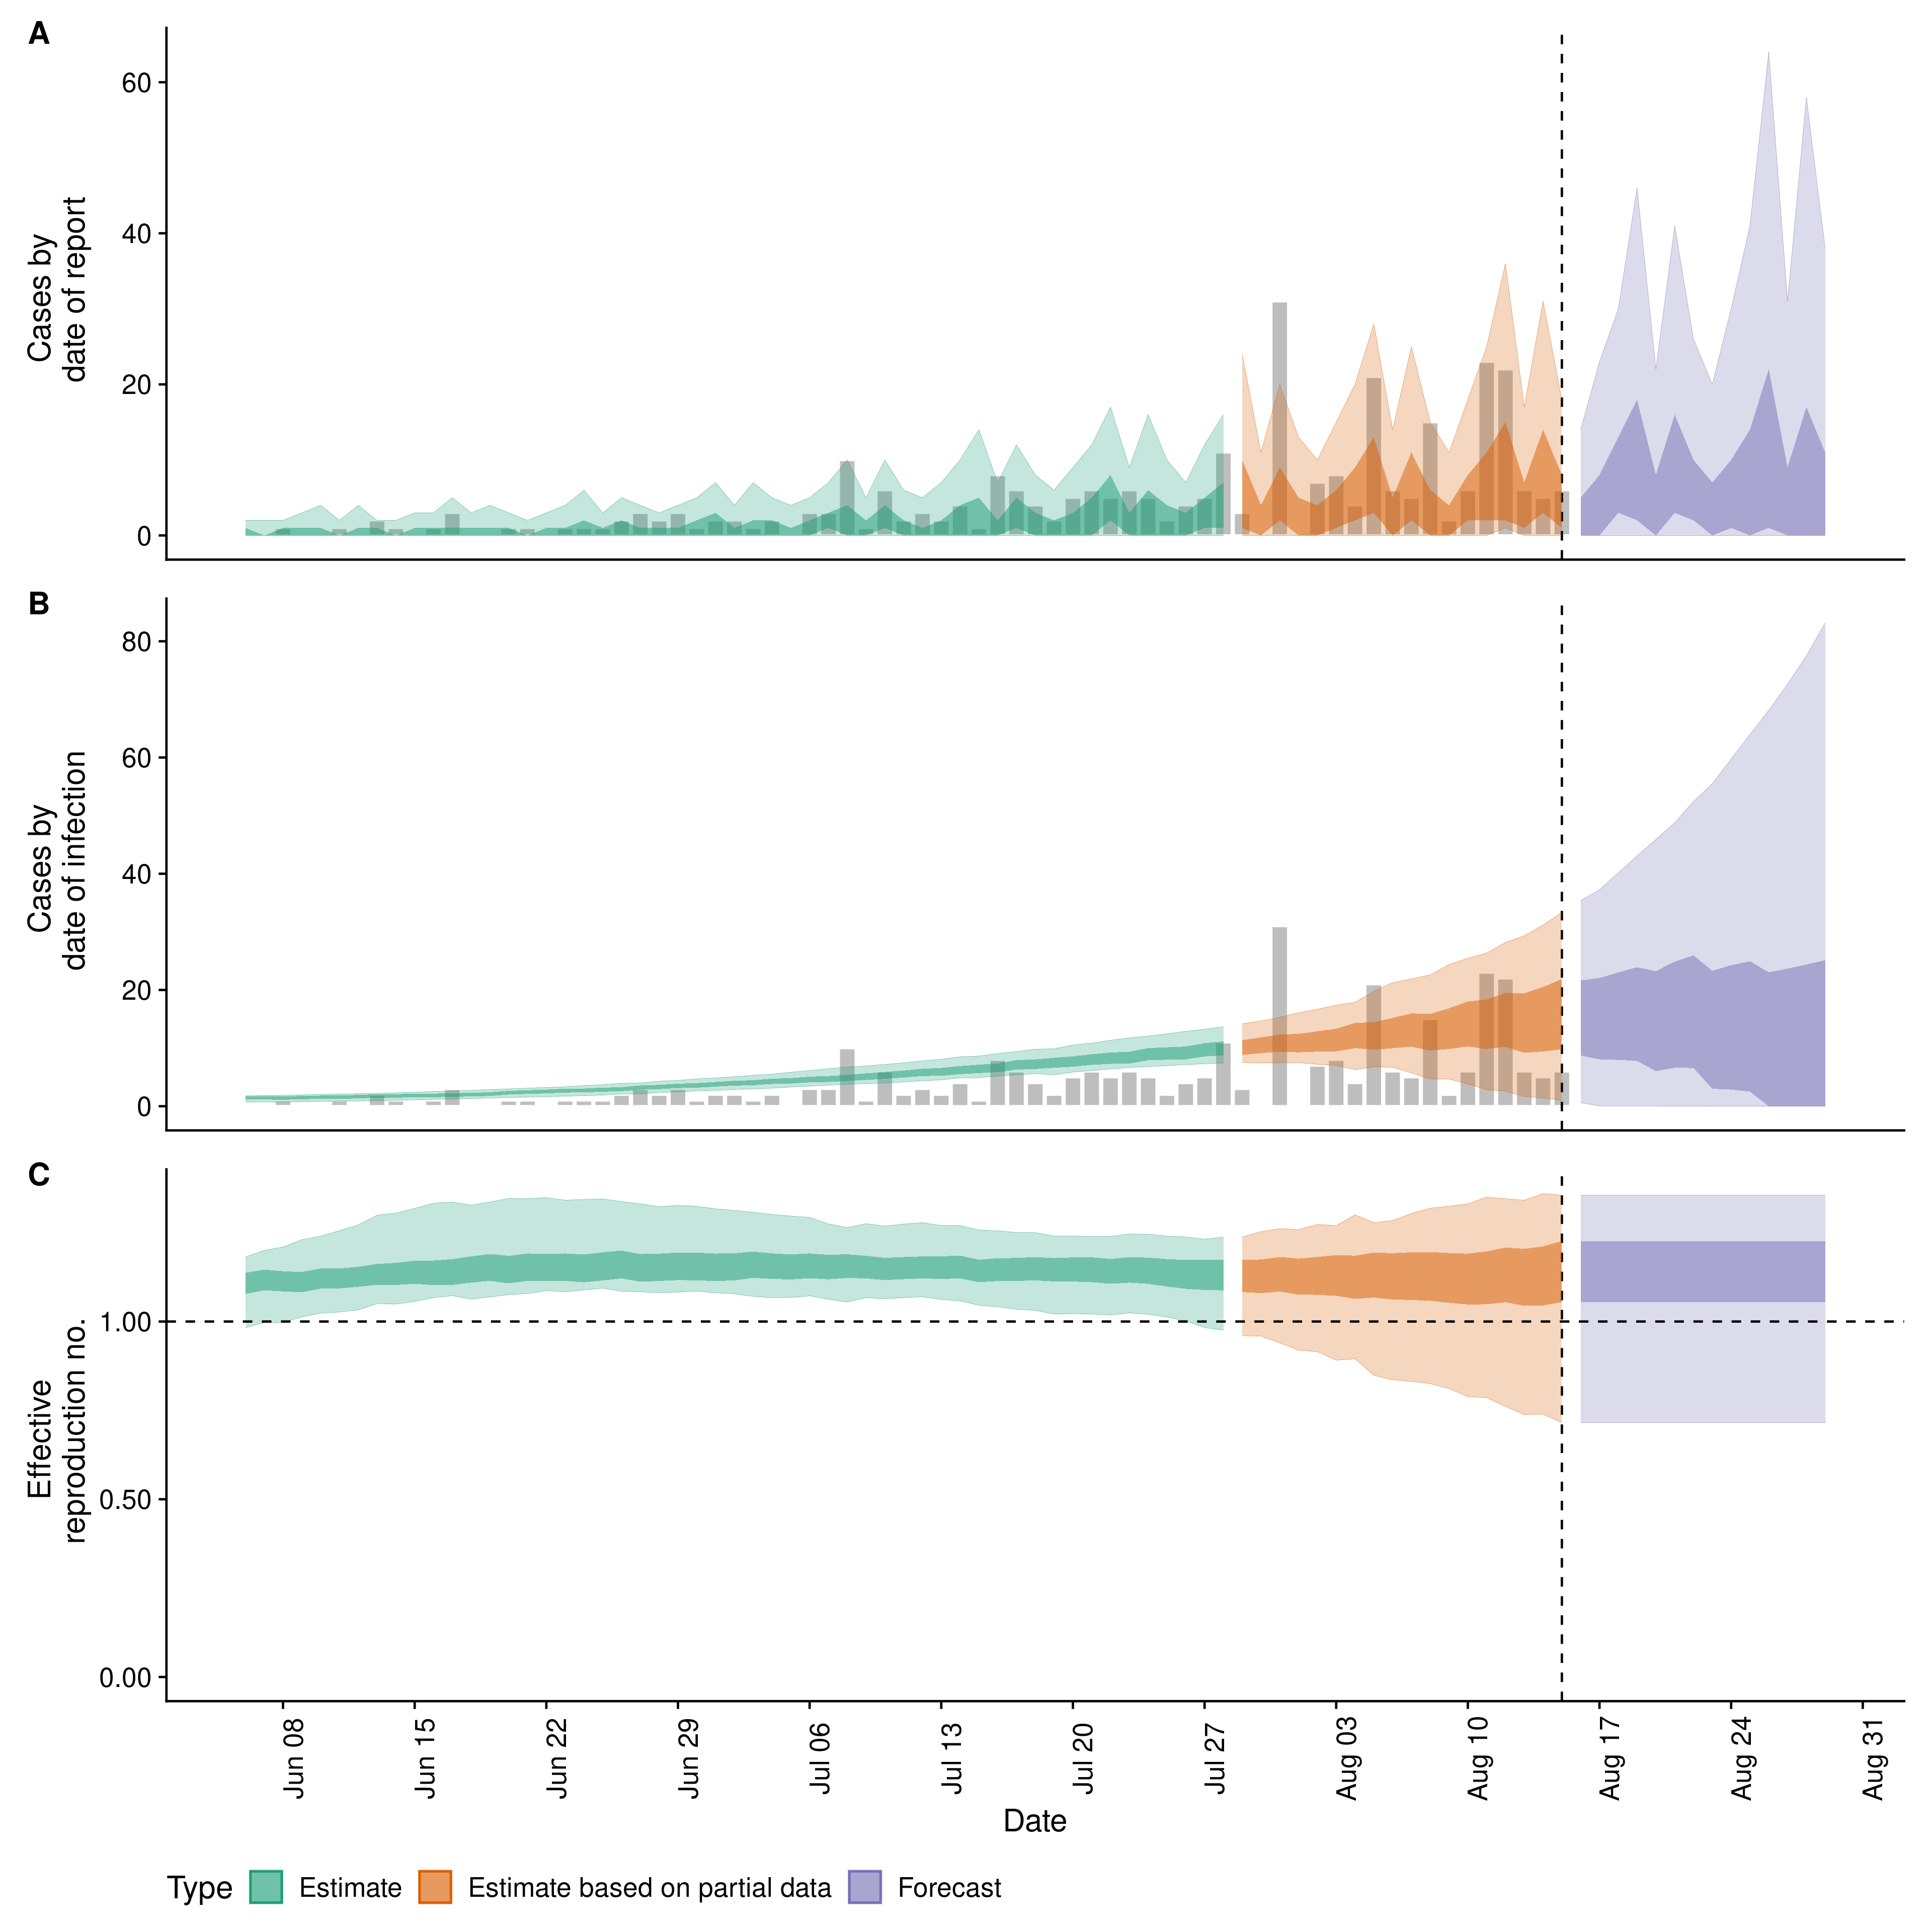 A
Cases by
date of report
60
40
20
0
B
Cases by
date of infection
80
60
40
20
0
C
Effective
reproduction no.
1.00
0.50
0.00
Jun 08
Jun 15
Jun 22
Jun 29
Jul 06
Jul 13
Jul 20
Jul 27
Aug 03
Aug 10
Aug 17
Aug 24
Aug 31
Date
Type Estimate Estimate based on partial data Forecast